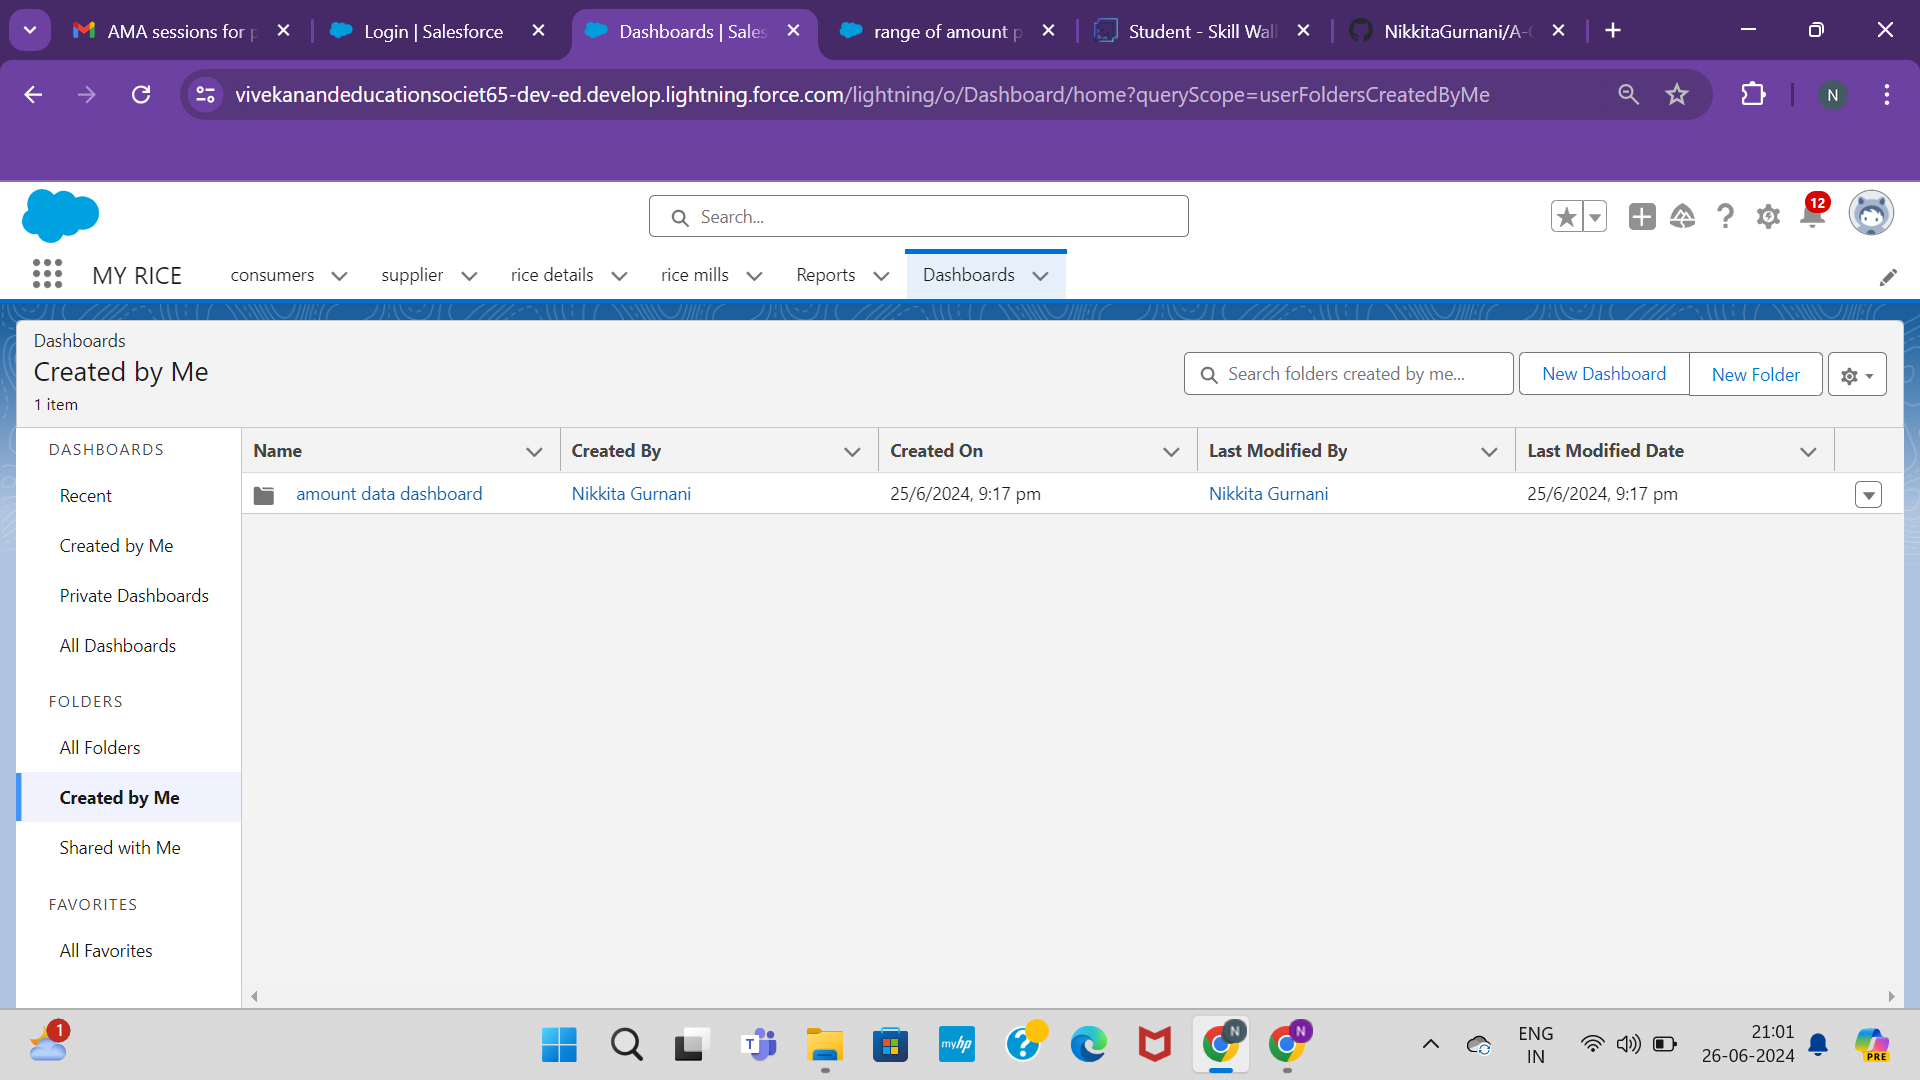 AMA sessions for p
Login | Salesforce
Dashboards | Sales
range of amount p
Student - Skill Wall
NikkitaGurnani/A-C
vivekanandeducationsociet65-dev-ed.develop.lightning.force.com/lightning/o/Dashboard/home?queryScope=userFoldersCreatedByMe
N
Search...
12
MY RICE
consumers
supplier
rice details
rice mills
Reports
Dashboards
Dashboards
Created by Me
1 item
Search folders created by me...
New Dashboard
New Folder
DASHBOARDS
Recent
Created by Me
Private Dashboards
All Dashboards
FOLDERS
All Folders
Created by Me
Shared with Me
FAVORITES
All Favorites
Name Created By Created On Last Modified By Last Modified Date
amount data dashboard Nikkita Gurnani 25/6/2024, 9:17 pm Nikkita Gurnani 25/6/2024, 9:17 pm
1
T
myhp
?
N
N
ENG
IN
21:01
26-06-2024
PRE